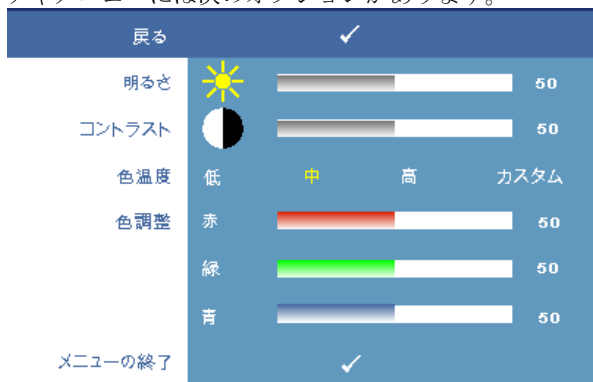 戻る
明るさ 50
コントラスト 50
色温度 低 中 高 カスタム
色調整 赤 50
緑 50
青 50
メニューの終了